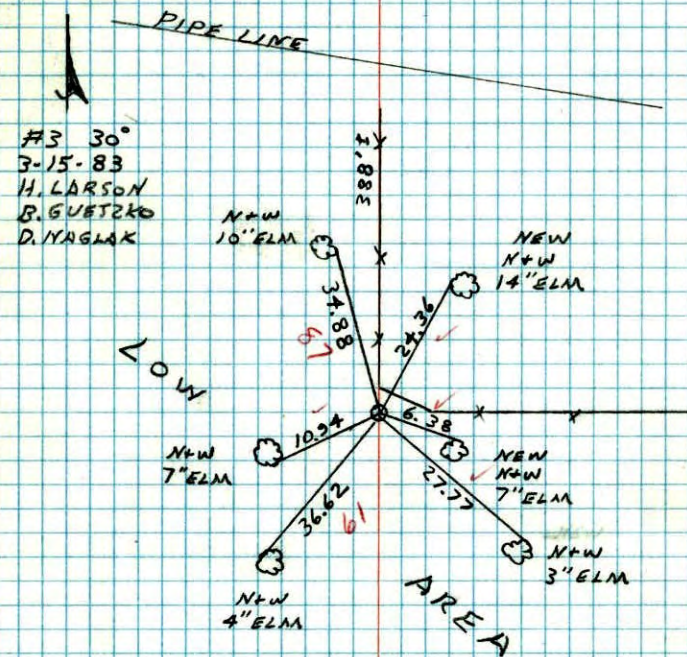 PIPE LINE
#3 30°
3-15-83
H. LARSON
B. GUETZKO
D. NAGLAK
388'±
N+W
10" ELM
NEW
N+W
14" ELM
34.88
87
24.36
LOW
10.94
6.38
N+W
7" ELM
NEW
N+W
7" ELM
36.62
61
27.77
N+W
3" ELM
N+W
4" ELM
AREA